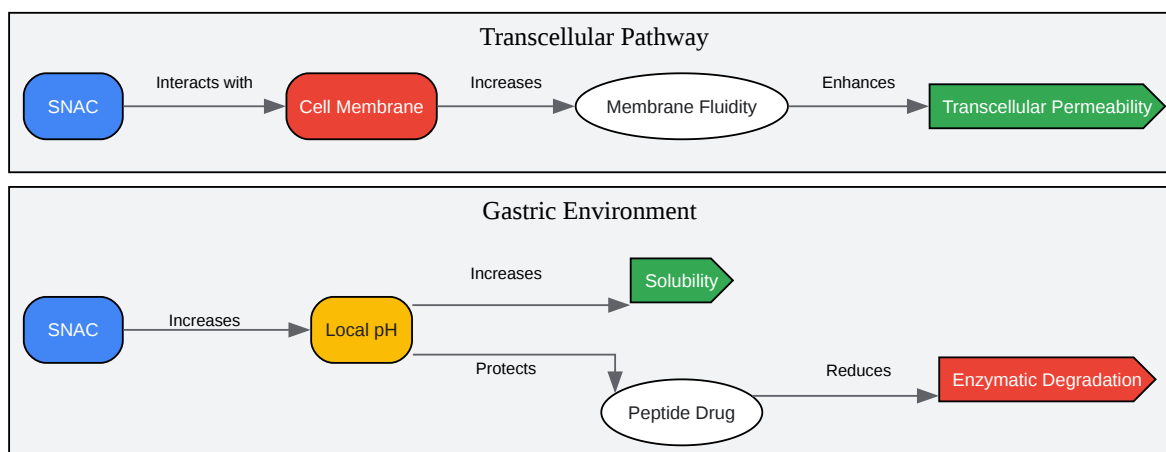 Transcellular Pathway
SNAC
Interacts with
Cell Membrane
Increases
Membrane Fluidity
Enhances
Transcellular Permeability
Gastric Environment
SNAC
Increases
Local pH
Increases
Solubility
Protects
Peptide Drug
Reduces
Enzymatic Degradation